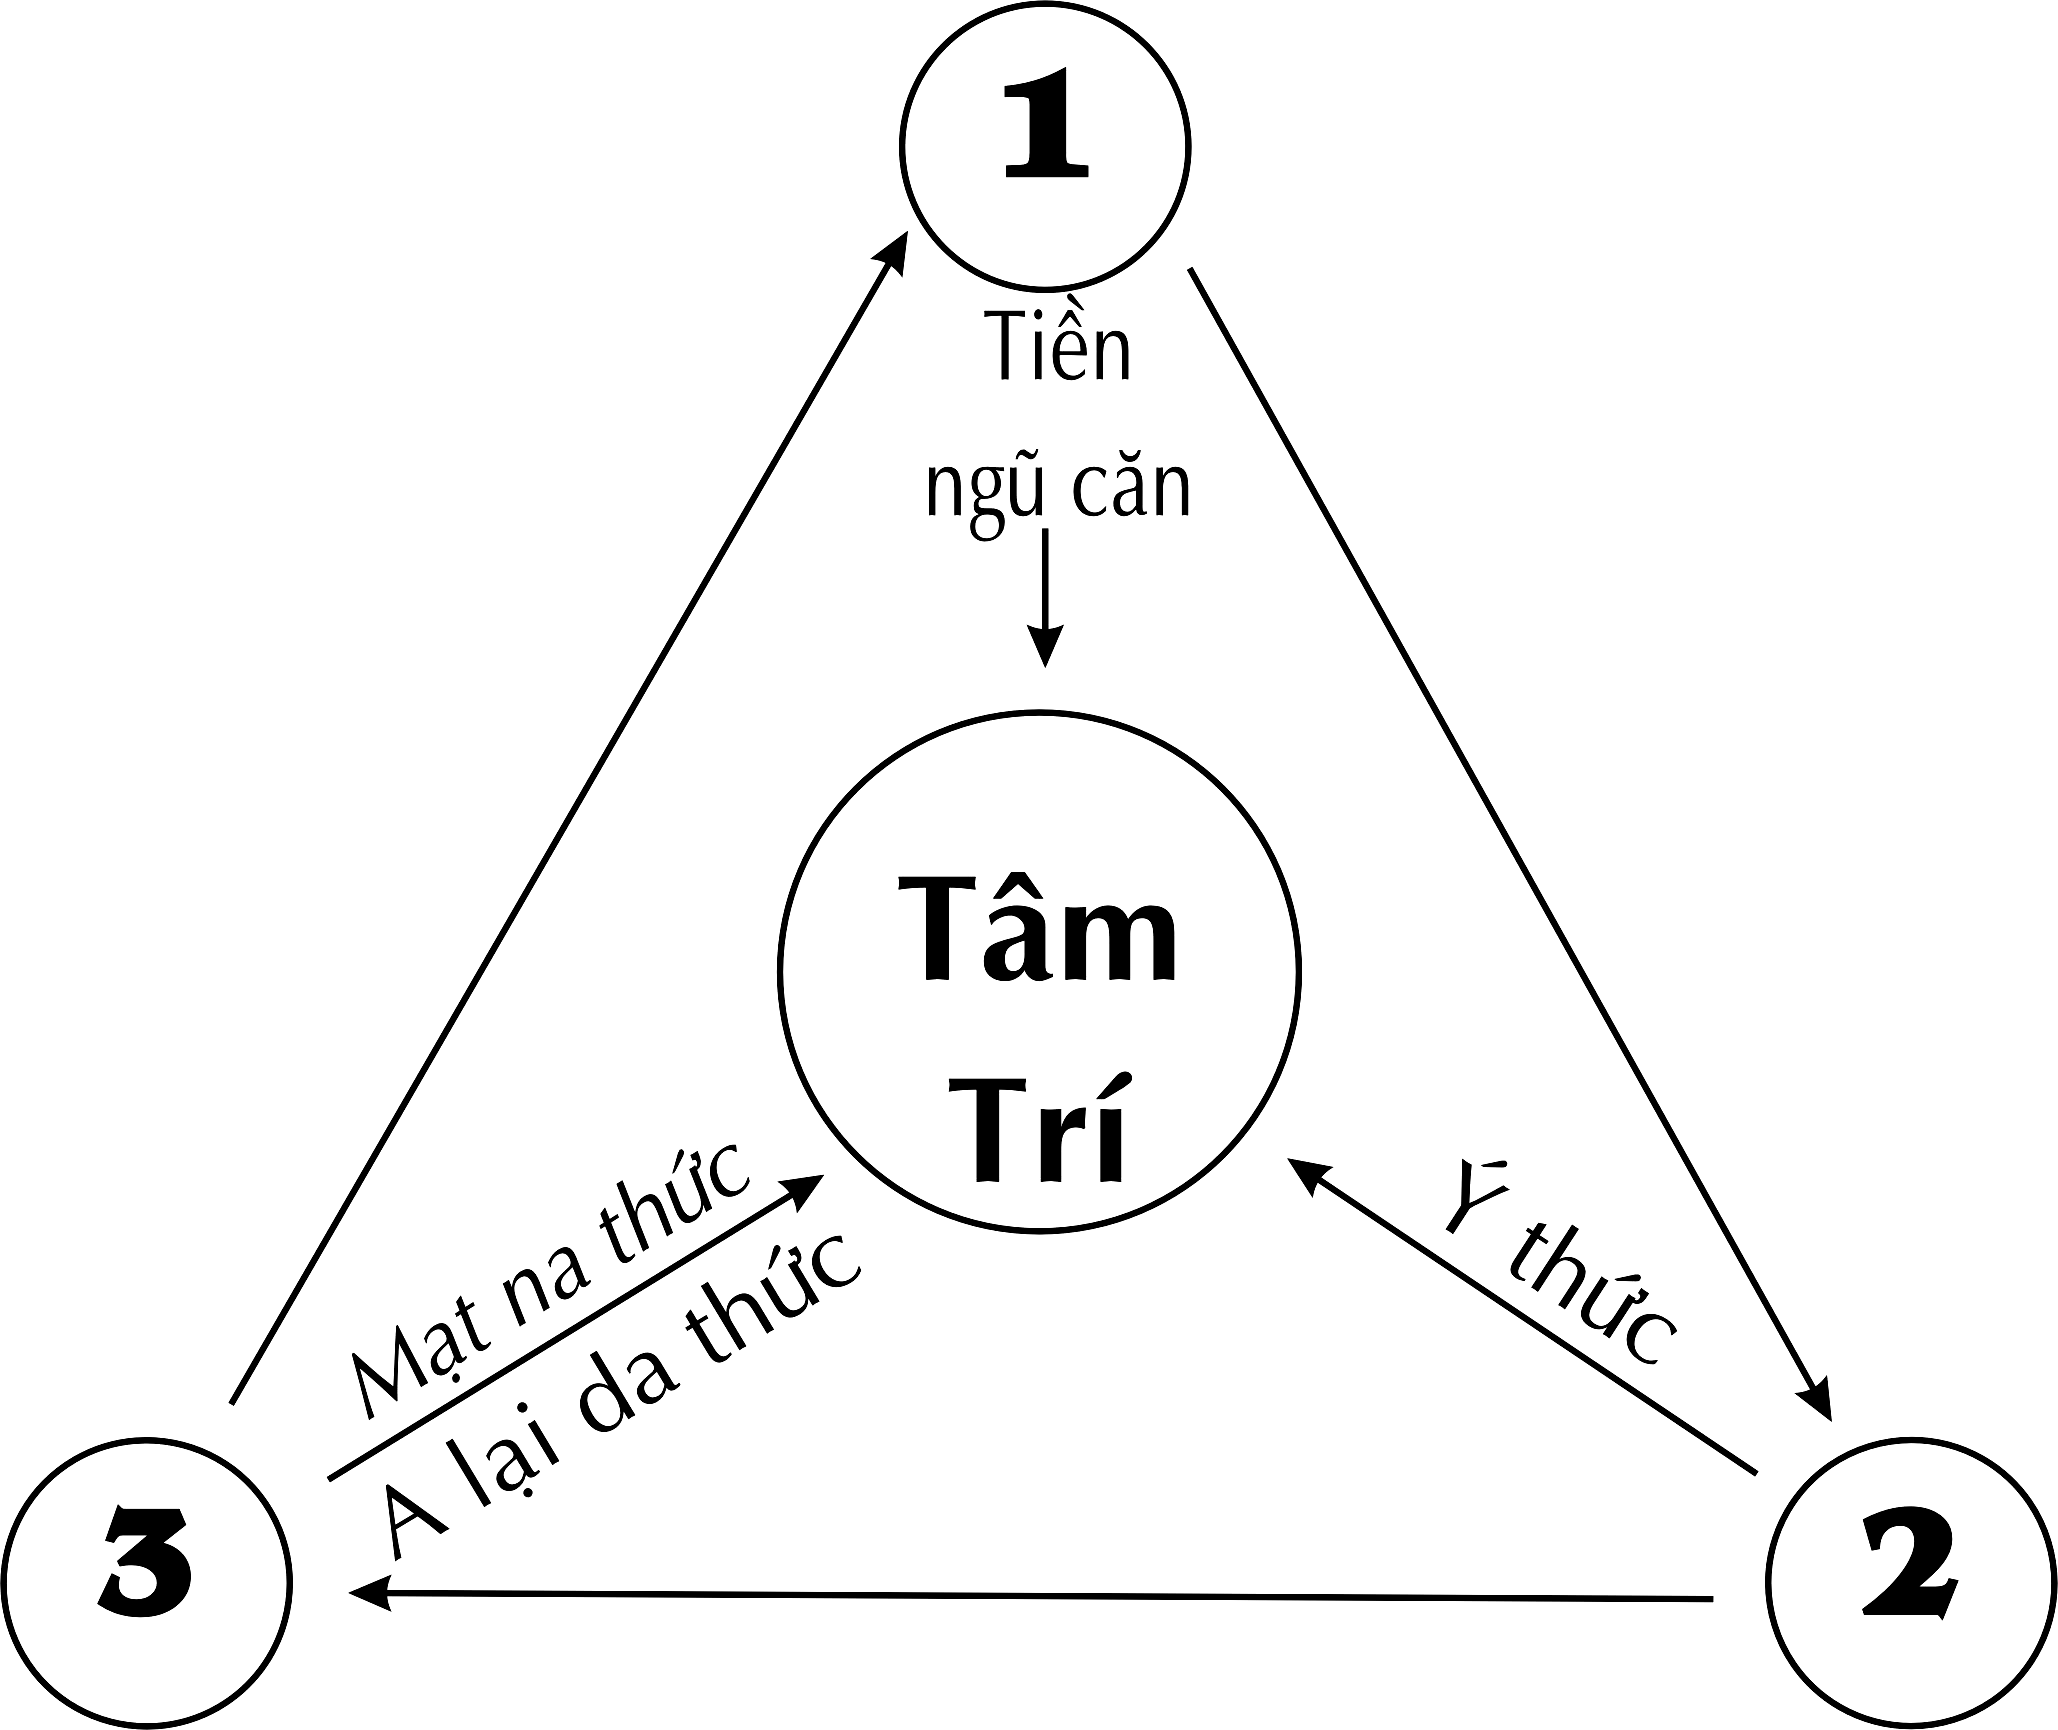 1
Tiền
ngũ căn
Tâm
Trí
Mạt na thức
A lại da thức
Ý thức
3
2